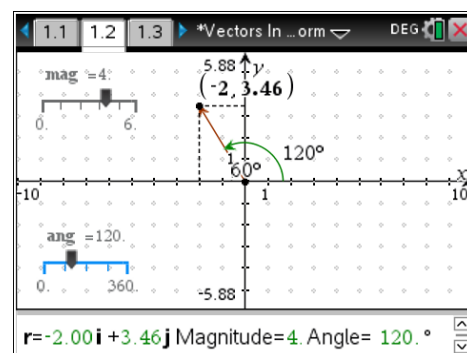 1.1 1.2 1.3 *Vectors In ...orm DEG
mag =4.
0. 6.
5.88 y
(-2, 3.46)
1
60° 120°
-10 1 x 10
ang =120.
0. 360.
-5.88
r=-2.00i+3.46j Magnitude=4. Angle= 120.°